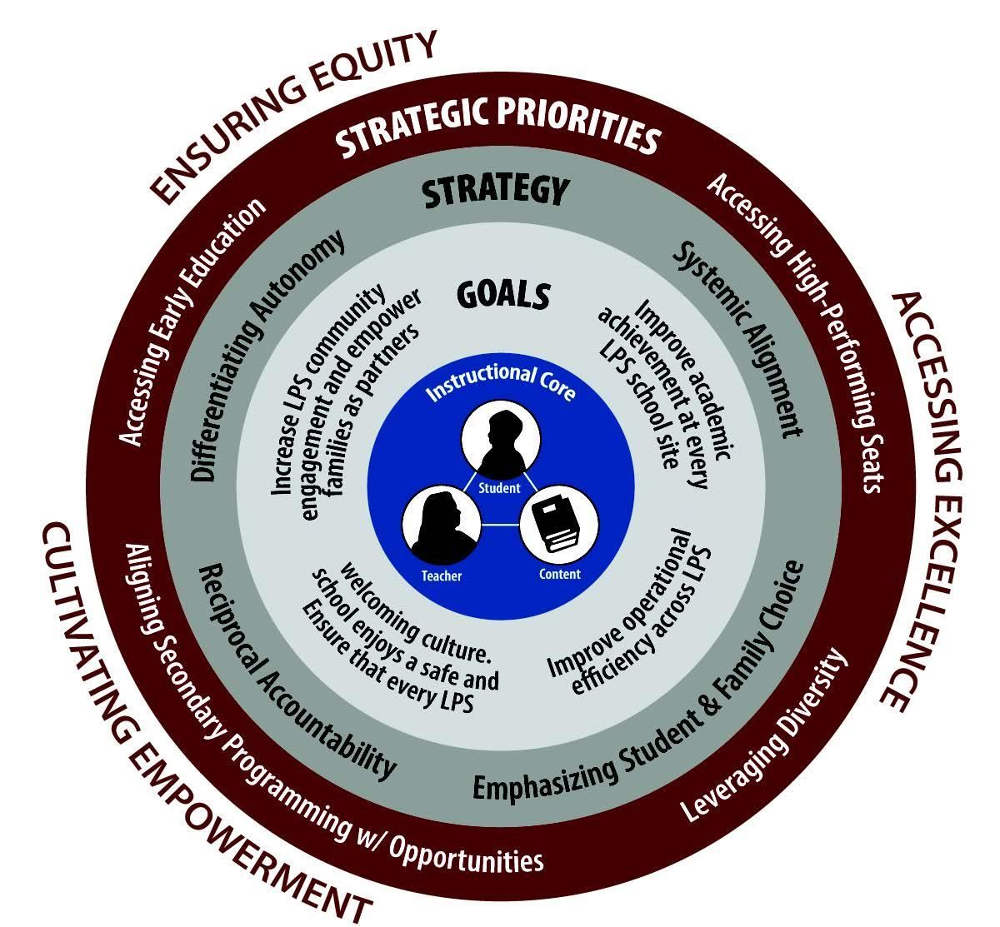 ENSURING EQUITY
ACCESSING EXCELLENCE
CULTIVATING EMPOWERMENT
STRATEGIC PRIORITIES
Accessing Early Education
Accessing High-Performing Seats
Leveraging Diversity
Aligning Secondary Programming w/ Opportunities
STRATEGY
Differentiating Autonomy
Systemic Alignment
Emphasizing Student & Family Choice
Reciprocal Accountability
GOALS
Increase LPS community
engagement and empower
families as partners
Improve academic
achievement at every
LPS school site
Improve operational
efficiency across LPS
welcoming culture.
school enjoys a safe and
Ensure that every LPS
Instructional Core
Student
Teacher
Content